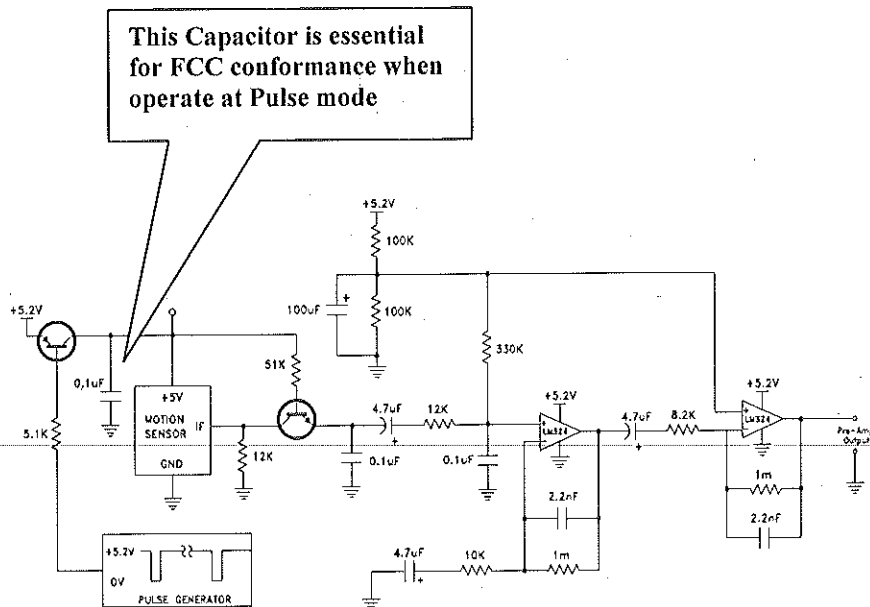 This Capacitor is essential
for FCC conformance when
operate at Pulse mode
+5.2V
100K
100uF
+
100K
+5.2V
330K
51K
0,1uF
+5V
MOTION
SENSOR
IF
GND
5.1K
12K
4.7uF
+
12K
0.1uF
0.1uF
+5.2V
+
-
LM324
4.7uF
+
8.2K
+5.2V
+
-
LM324
Pre-Amp
Output
1m
2.2nF
2.2nF
4.7uF
+
10K
1m
+5.2V
0V
PULSE GENERATOR